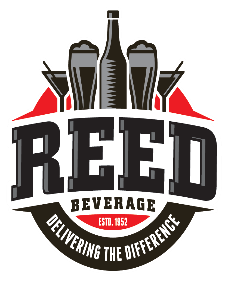 REED
BEVERAGE
ESTD. 1952
DELIVERING THE DIFFERENCE